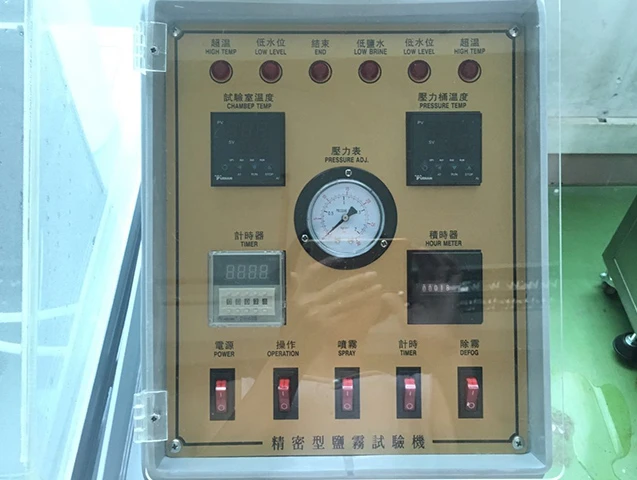 超溫 低水位 結束 低鹽水 低水位 超溫
HIGH TEMP LOW LEVEL END LOW BRINE LOW LEVEL HIGH TEMP
試驗室溫度 壓力桶溫度
CHAMBER TEMP PRESSURE TEMP
PV PV
SV SV
壓力表
PRESSURE ADJ.
計時器 積時器
TIMER HOUR METER
電源 操作 噴霧 計時 除霧
POWER OPERATION SPRAY TIMER DEFOG
精密型鹽霧試驗機